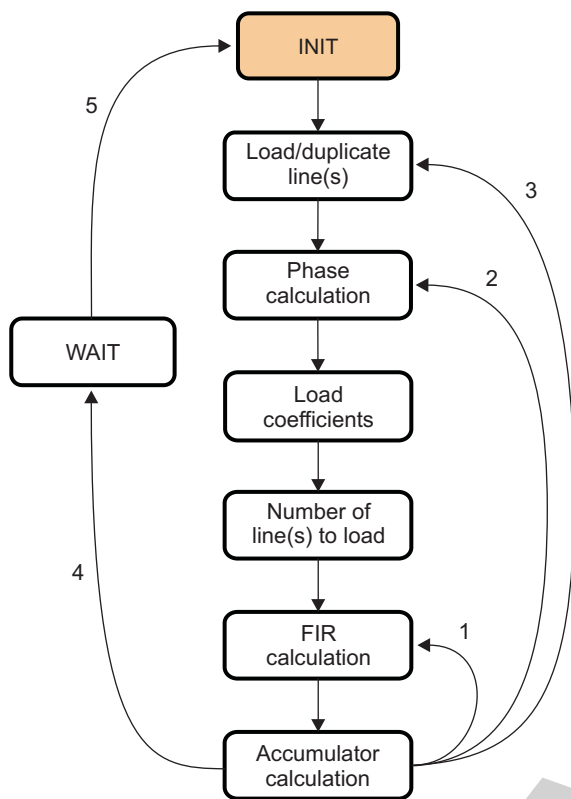 INIT
5
Load/duplicate
line(s)
3
Phase
calculation
2
WAIT
Load
coefficients
Number of
line(s) to load
4
FIR
calculation
1
Accumulator
calculation